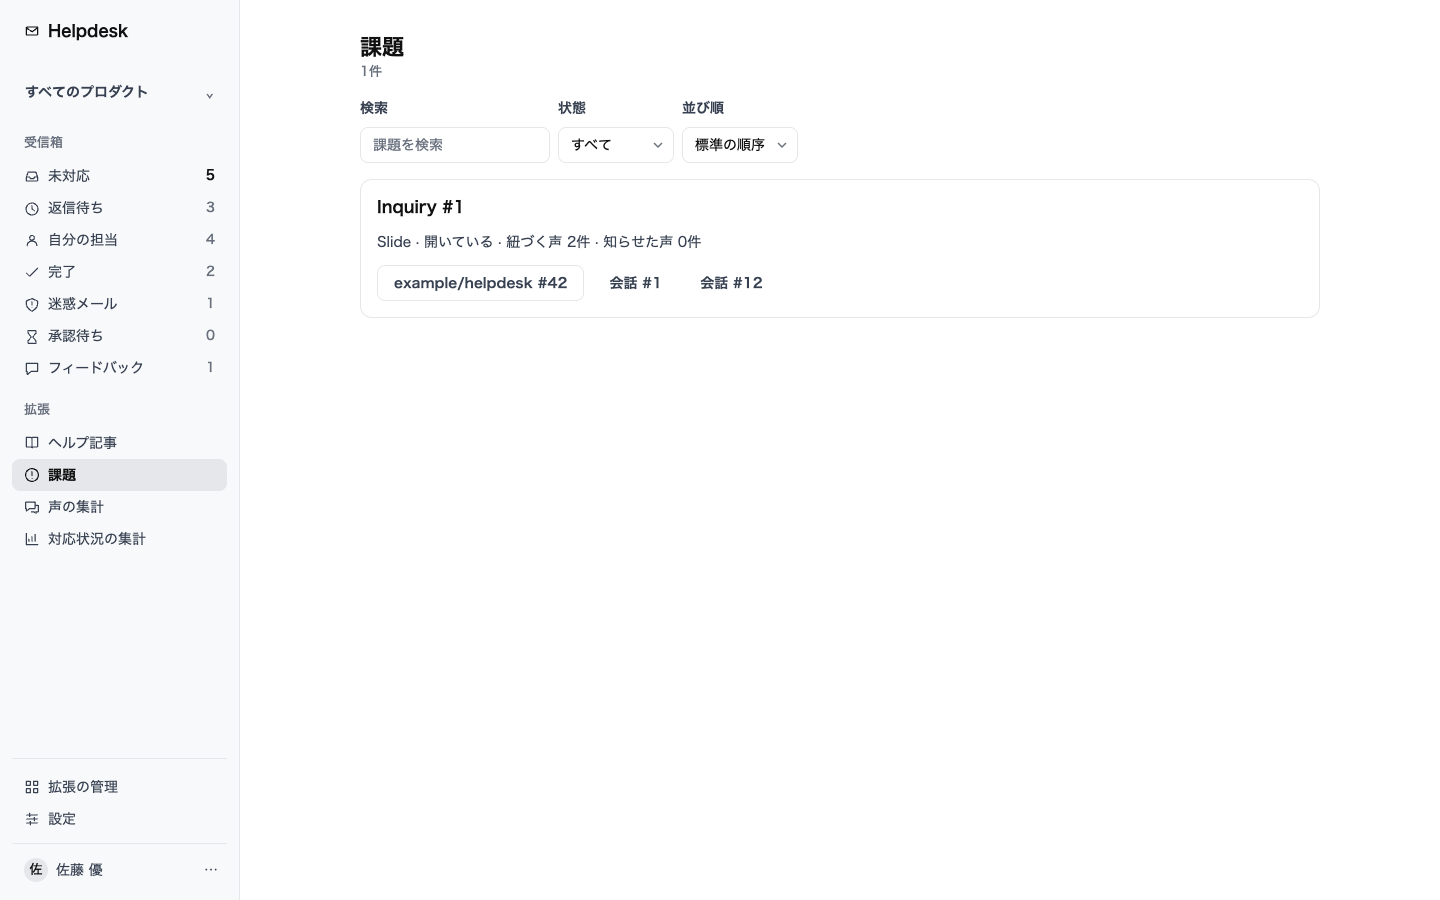 Helpdesk
すべてのプロダクト
受信箱
未対応 5
返信待ち 3
自分の担当 4
完了 2
迷惑メール 1
承認待ち 0
フィードバック 1
拡張
ヘルプ記事
課題
声の集計
対応状況の集計
拡張の管理
設定
佐 佐藤 優 …
課題
1件
検索 状態 並び順
課題を検索 すべて 標準の順序
Inquiry #1
Slide · 開いている · 紐づく声 2件 · 知らせた声 0件
example/helpdesk #42 会話 #1 会話 #12